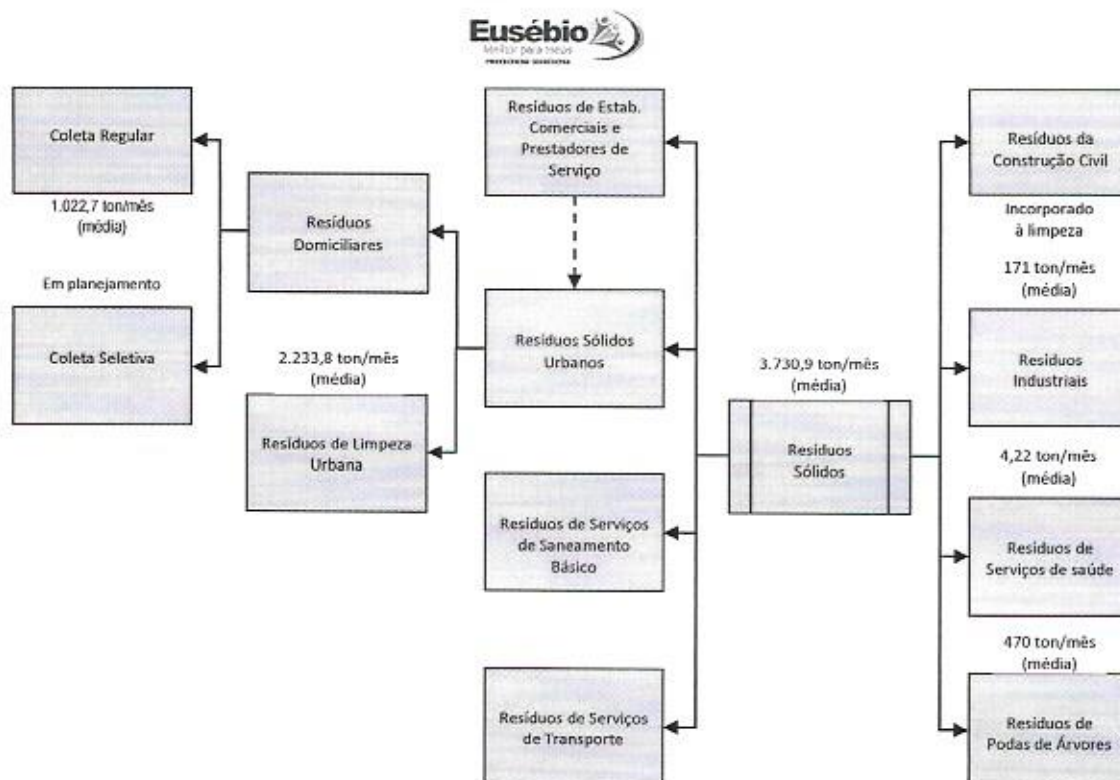 Eusébio
Resíduos de Estab.
Comerciais e
Prestadores de
Serviço
Coleta Regular
Resíduos da
Construção Civil
1.022,7 ton/mês
(média)
Resíduos
Domiciliares
Incorporado
à limpeza
171 ton/mês
(média)
Em planejamento
Coleta Seletiva
2.233,8 ton/mês
(média)
Resíduos Sólidos
Urbanos
3.730,9 ton/mês
(média)
Resíduos
Industriais
Resíduos de Limpeza
Urbana
Resíduos
Sólidos
4,22 ton/mês
(média)
Resíduos de Serviços
de Saneamento
Básico
Resíduos de
Serviços de saúde
470 ton/mês
(média)
Resíduos de Serviços
de Transporte
Resíduos de
Podas de Árvores